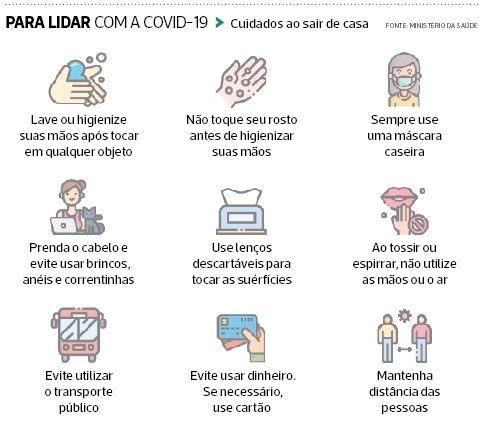 PARA LIDAR COM A COVID-19 > Cuidados ao sair de casa FONTE: MINISTÉRIO DA SAÚDE
Lave ou higienize
suas mãos após tocar
em qualquer objeto
Não toque seu rosto
antes de higienizar
suas mãos
Sempre use
uma máscara
caseira
Prenda o cabelo e
evite usar brincos,
anéis e correntinhas
Use lenços
descartáveis para
tocar as suérfícies
Ao tossir ou
espirrar, não utilize
as mãos ou o ar
Evite utilizar
o transporte
público
Evite usar dinheiro.
Se necessário,
use cartão
Mantenha
distância das
pessoas